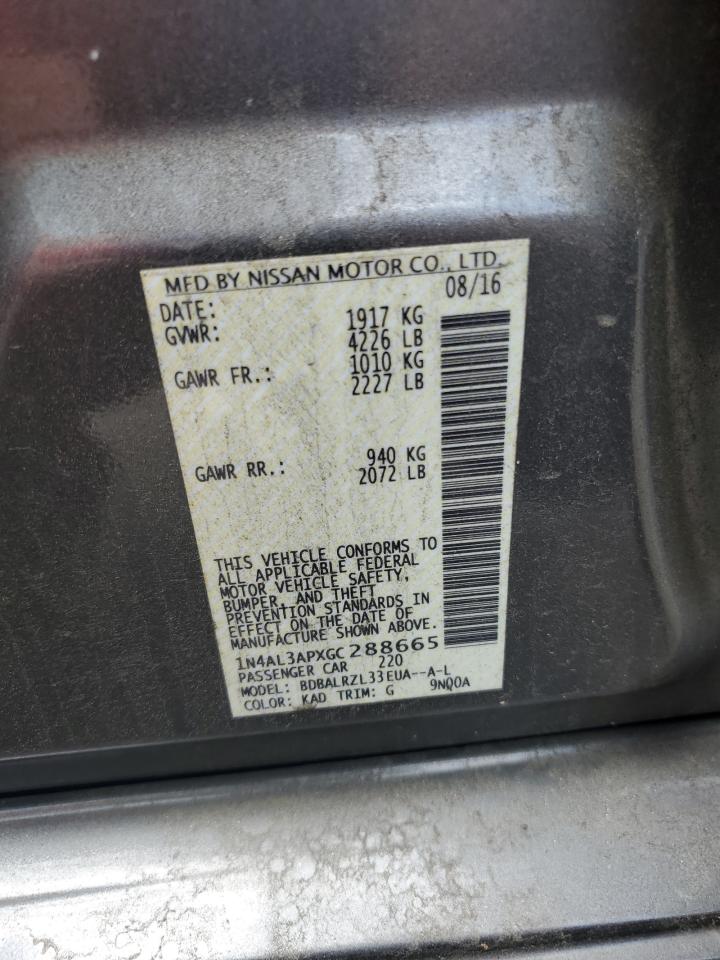 MFD BY NISSAN MOTOR CO., LTD.
DATE: 08/16
GVWR: 1917 KG
4226 LB
GAWR FR.: 1010 KG
2227 LB
GAWR RR.: 940 KG
2072 LB
THIS VEHICLE CONFORMS TO
ALL APPLICABLE FEDERAL
MOTOR VEHICLE SAFETY,
BUMPER, AND THEFT
PREVENTION STANDARDS IN
EFFECT ON THE DATE OF
MANUFACTURE SHOWN ABOVE.
1N4AL3APXGC288665
PASSENGER CAR 220
MODEL: BDBALRZL33EUA--A-L
COLOR: KAD TRIM: G 9NQ0A